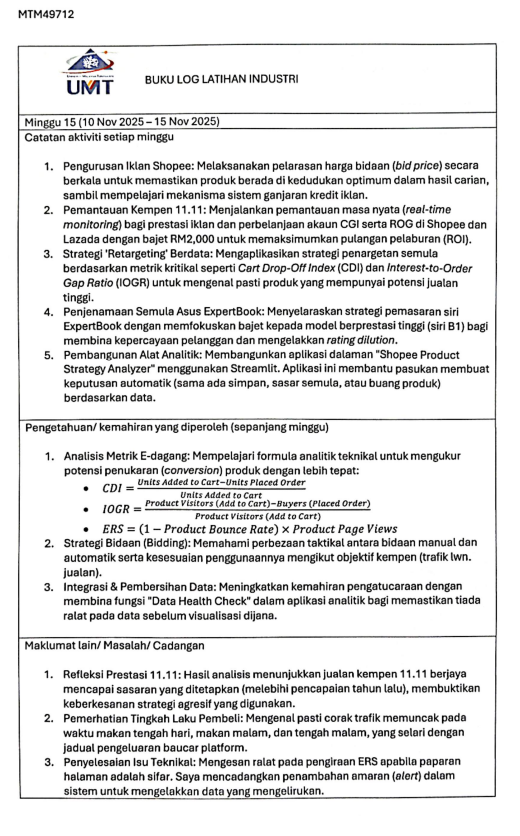 MTM49712
UMT
BUKU LOG LATIHAN INDUSTRI
Minggu 15 (10 Nov 2025 – 15 Nov 2025)
Catatan aktiviti setiap minggu
1. Pengurusan Iklan Shopee: Melaksanakan pelarasan harga bidaan (bid price) secara
berkala untuk memastikan produk berada di kedudukan optimum dalam hasil carian,
sambil mempelajari mekanisma sistem ganjaran kredit iklan.
2. Pemantauan Kempen 11.11: Menjalankan pemantauan masa nyata (real-time
monitoring) bagi prestasi iklan dan perbelanjaan akaun CGI serta ROG di Shopee dan
Lazada dengan bajet RM2,000 untuk memaksimumkan pulangan pelaburan (ROI).
3. Strategi 'Retargeting' Berdata: Mengaplikasikan strategi penargetan semula
berdasarkan metrik kritikal seperti Cart Drop-Off Index (CDI) dan Interest-to-Order
Gap Ratio (IOGR) untuk mengenal pasti produk yang mempunyai potensi jualan
tinggi.
4. Penjenamaan Semula Asus ExpertBook: Menyelaraskan strategi pemasaran siri
ExpertBook dengan memfokuskan bajet kepada model berprestasi tinggi (siri B1) bagi
membina kepercayaan pelanggan dan mengelakkan rating dilution.
5. Pembangunan Alat Analitik: Membangunkan aplikasi dalaman "Shopee Product
Strategy Analyzer" menggunakan Streamlit. Aplikasi ini membantu pasukan membuat
keputusan automatik (sama ada simpan, sasar semula, atau buang produk)
berdasarkan data.
Pengetahuan/ kemahiran yang diperoleh (sepanjang minggu)
1. Analisis Metrik E-dagang: Mempelajari formula analitik teknikal untuk mengukur
potensi penukaran (conversion) produk dengan lebih tepat:
• CDI = Units Added to Cart−Units Placed Order / Units Added to Cart
• IOGR = Product Visitors (Add to Cart)−Buyers (Placed Order) / Product Visitors (Add to Cart)
• ERS = (1 − Product Bounce Rate) × Product Page Views
2. Strategi Bidaan (Bidding): Memahami perbezaan taktikal antara bidaan manual dan
automatik serta kesesuaian penggunaannya mengikut objektif kempen (trafik lwn.
jualan).
3. Integrasi & Pembersihan Data: Meningkatkan kemahiran pengaturcaraan dengan
membina fungsi "Data Health Check" dalam aplikasi analitik bagi memastikan tiada
ralat pada data sebelum visualisasi dijana.
Maklumat lain/ Masalah/ Cadangan
1. Refleksi Prestasi 11.11: Hasil analisis menunjukkan jualan kempen 11.11 berjaya
mencapai sasaran yang ditetapkan (melebihi pencapaian tahun lalu), membuktikan
keberkesanan strategi agresif yang digunakan.
2. Pemerhatian Tingkah Laku Pembeli: Mengenal pasti corak trafik memuncak pada
waktu makan tengah hari, makan malam, dan tengah malam, yang selari dengan
jadual pengeluaran baucar platform.
3. Penyelesaian Isu Teknikal: Mengesan ralat pada pengiraan ERS apabila paparan
halaman adalah sifar. Saya mencadangkan penambahan amaran (alert) dalam
sistem untuk mengelakkan data yang mengelirukan.